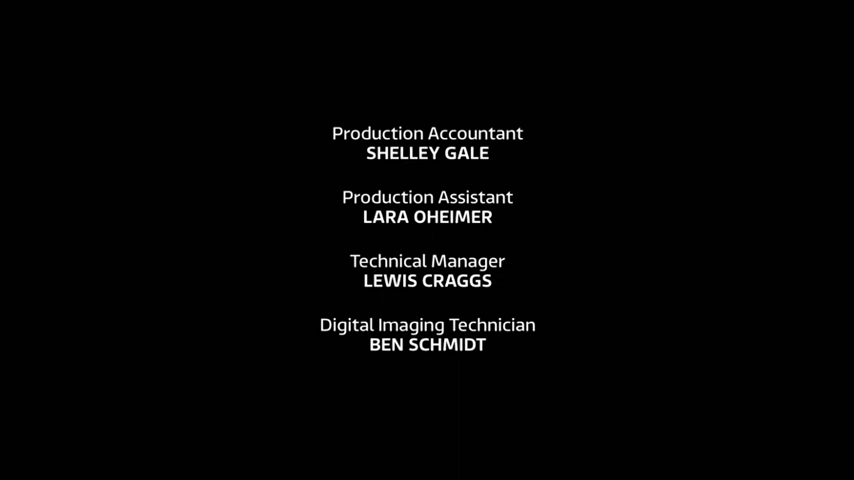 Production Accountant
SHELLEY GALE
Production Assistant
LARA OHEIMER
Technical Manager
LEWIS CRAGGS
Digital Imaging Technician
BEN SCHMIDT